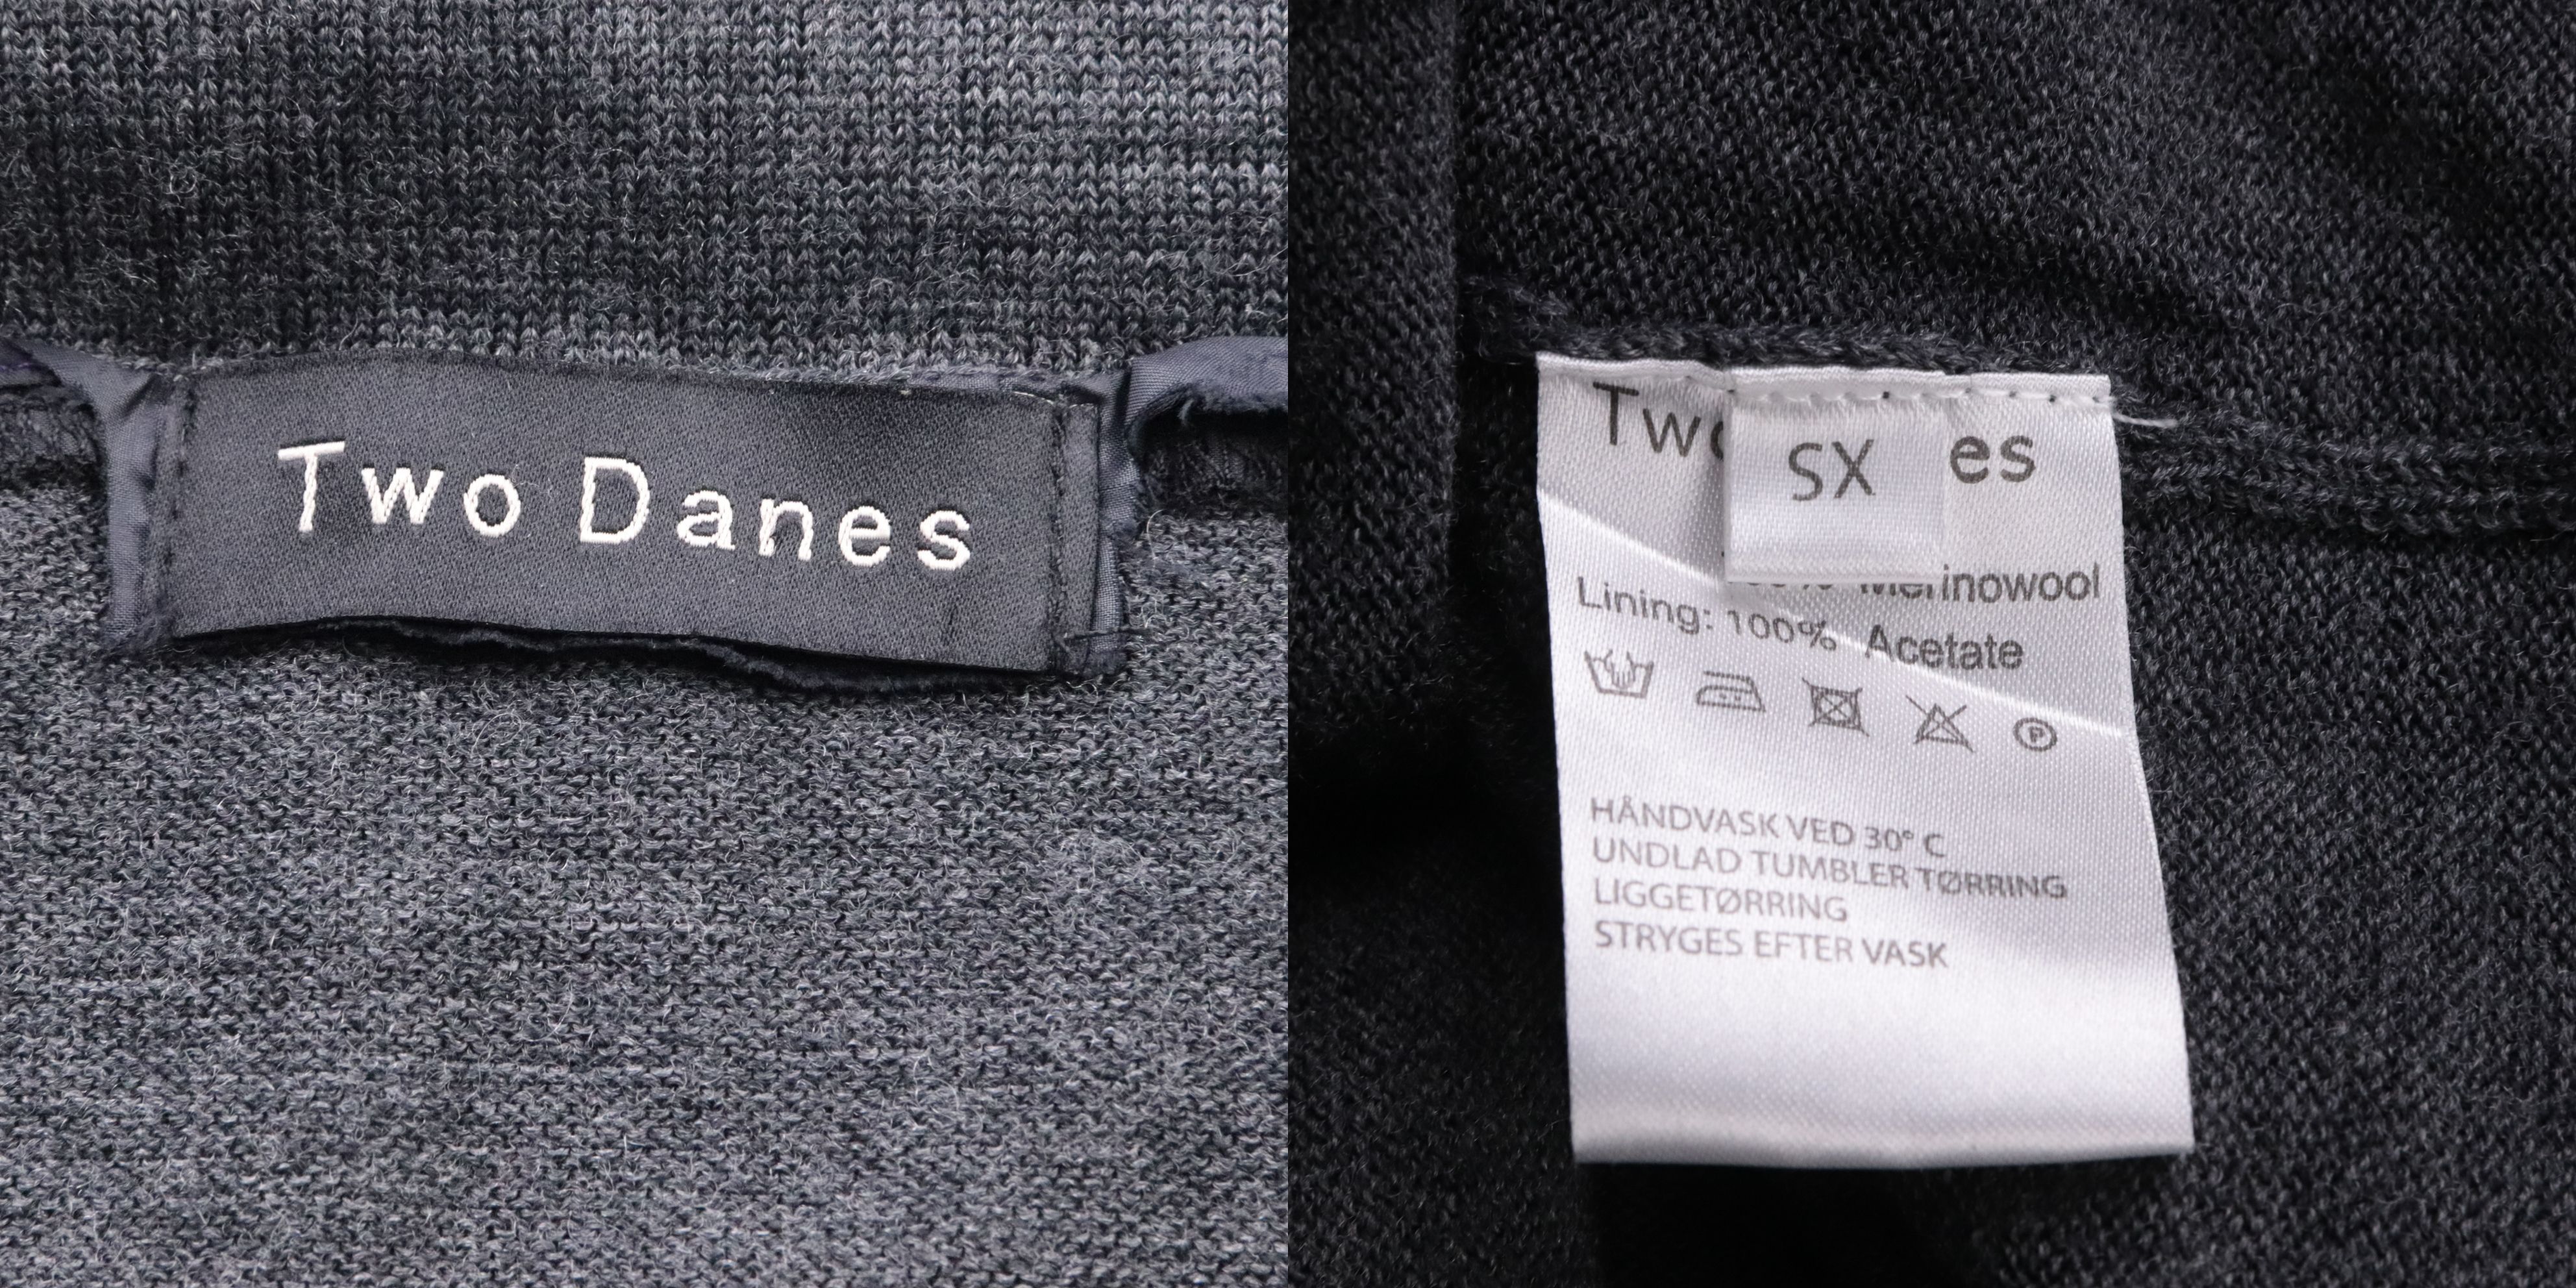 Two Danes
Two es
SX
Merinowool
Lining: 100% Acetate
P
HÅNDVASK VED 30° C
UNDLAD TUMBLER TØRRING
LIGGETØRRING
STRYGES EFTER VASK